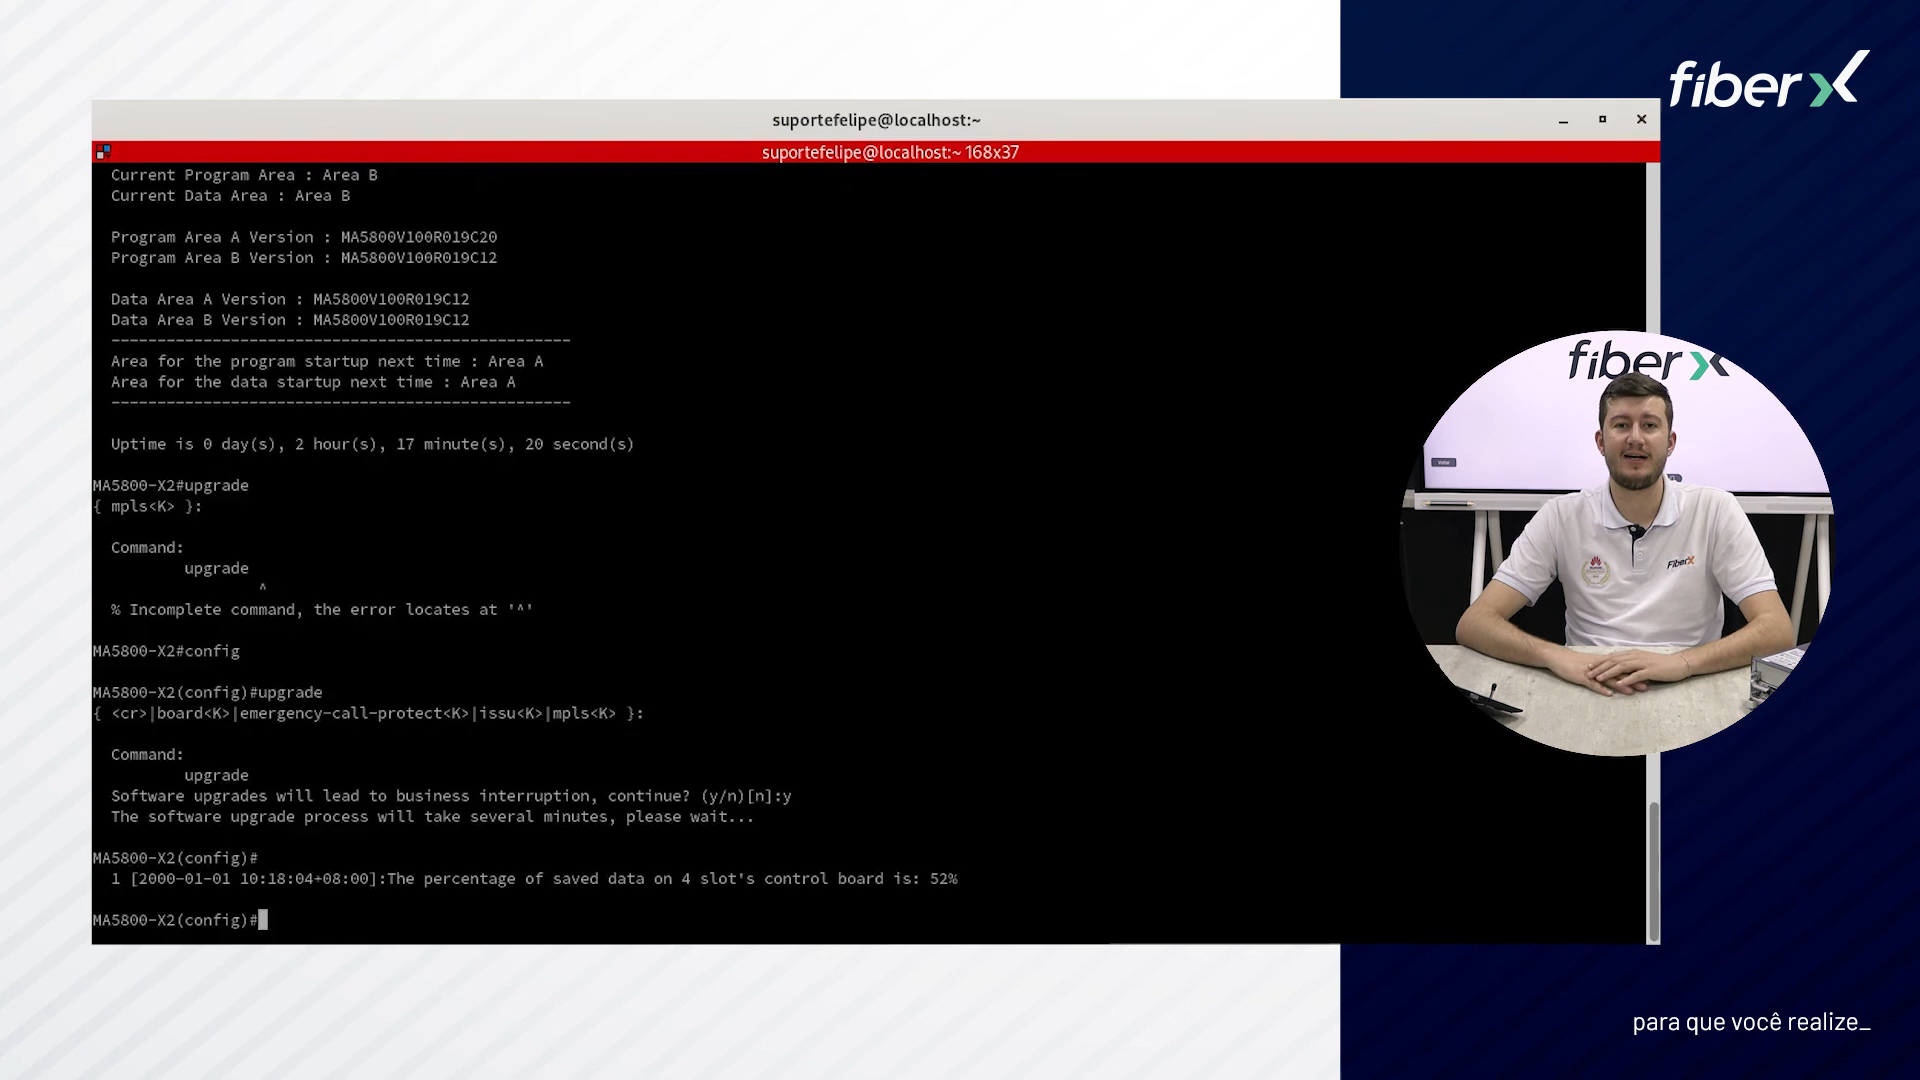 fiberx
suportefelipe@localhost:~
suportefelipe@localhost:~ 168x37
Current Program Area : Area B
Current Data Area : Area B
Program Area A Version : MA5800V100R019C20
Program Area B Version : MA5800V100R019C12
Data Area A Version : MA5800V100R019C12
Data Area B Version : MA5800V100R019C12
--------------------------------------------------
Area for the program startup next time : Area A
Area for the data startup next time : Area A
--------------------------------------------------
Uptime is 0 day(s), 2 hour(s), 17 minute(s), 20 second(s)
MA5800-X2#upgrade
{ mpls<K> }:
Command:
upgrade
^
% Incomplete command, the error locates at '^'
MA5800-X2#config
MA5800-X2(config)#upgrade
{ <cr>|board<K>|emergency-call-protect<K>|issu<K>|mpls<K> }:
Command:
upgrade
Software upgrades will lead to business interruption, continue? (y/n)[n]:y
The software upgrade process will take several minutes, please wait...
MA5800-X2(config)#
1 [2000-01-01 10:18:04+08:00]:The percentage of saved data on 4 slot's control board is: 52%
MA5800-X2(config)#
fiberx
FiberX
para que você realize_